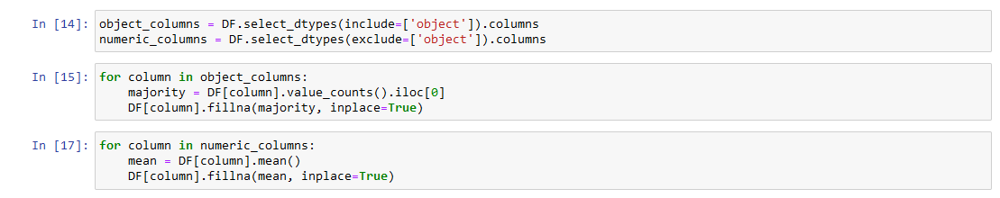 In [14]: object_columns = DF.select_dtypes(include=['object']).columns
numeric_columns = DF.select_dtypes(exclude=['object']).columns
In [15]: for column in object_columns:
    majority = DF[column].value_counts().iloc[0]
    DF[column].fillna(majority, inplace=True)
In [17]: for column in numeric_columns:
    mean = DF[column].mean()
    DF[column].fillna(mean, inplace=True)